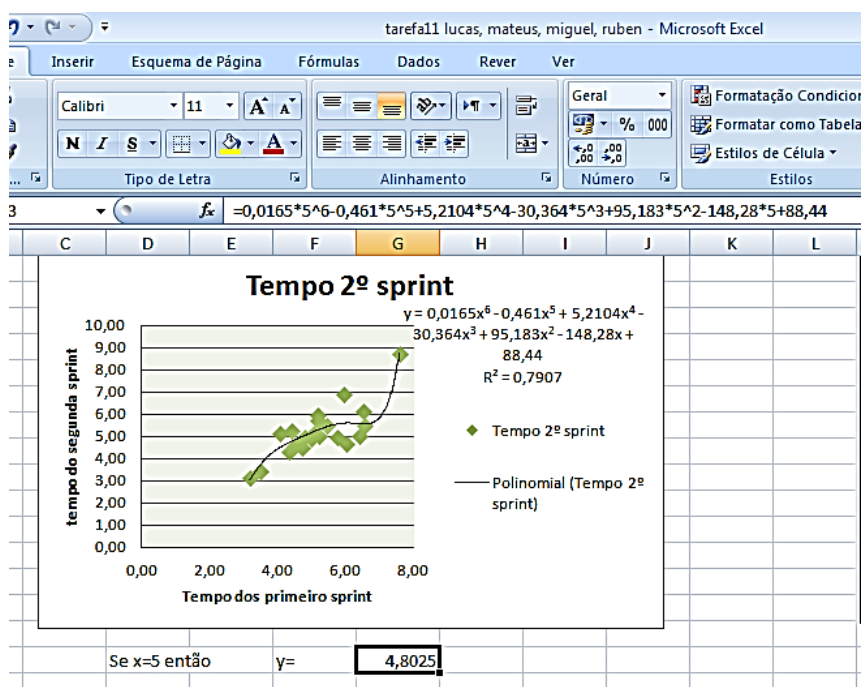 tarefa11 lucas, mateus, miguel, ruben - Microsoft Excel
Inserir Esquema de Página Fórmulas Dados Rever Ver
Calibri 11 A A Geral Formatação Condicion
N I S A % 000 Formatar como Tabela
,0 ,00 ,00 ,0 Estilos de Célula
... Tipo de Letra Alinhamento Número Estilos
3 fx =0,0165*5^6-0,461*5^5+5,2104*5^4-30,364*5^3+95,183*5^2-148,28*5+88,44
C D E F G H I J K L
Tempo 2º sprint
y = 0,0165x⁶ - 0,461x⁵ + 5,2104x⁴ -
30,364x³ + 95,183x² - 148,28x +
88,44
R² = 0,7907
tempo do segunda sprint
10,00
9,00
8,00
7,00
6,00
5,00
4,00
3,00
2,00
1,00
0,00
0,00 2,00 4,00 6,00 8,00
Tempo dos primeiro sprint
Tempo 2º sprint
Polinomial (Tempo 2º
sprint)
Se x=5 então y= 4,8025